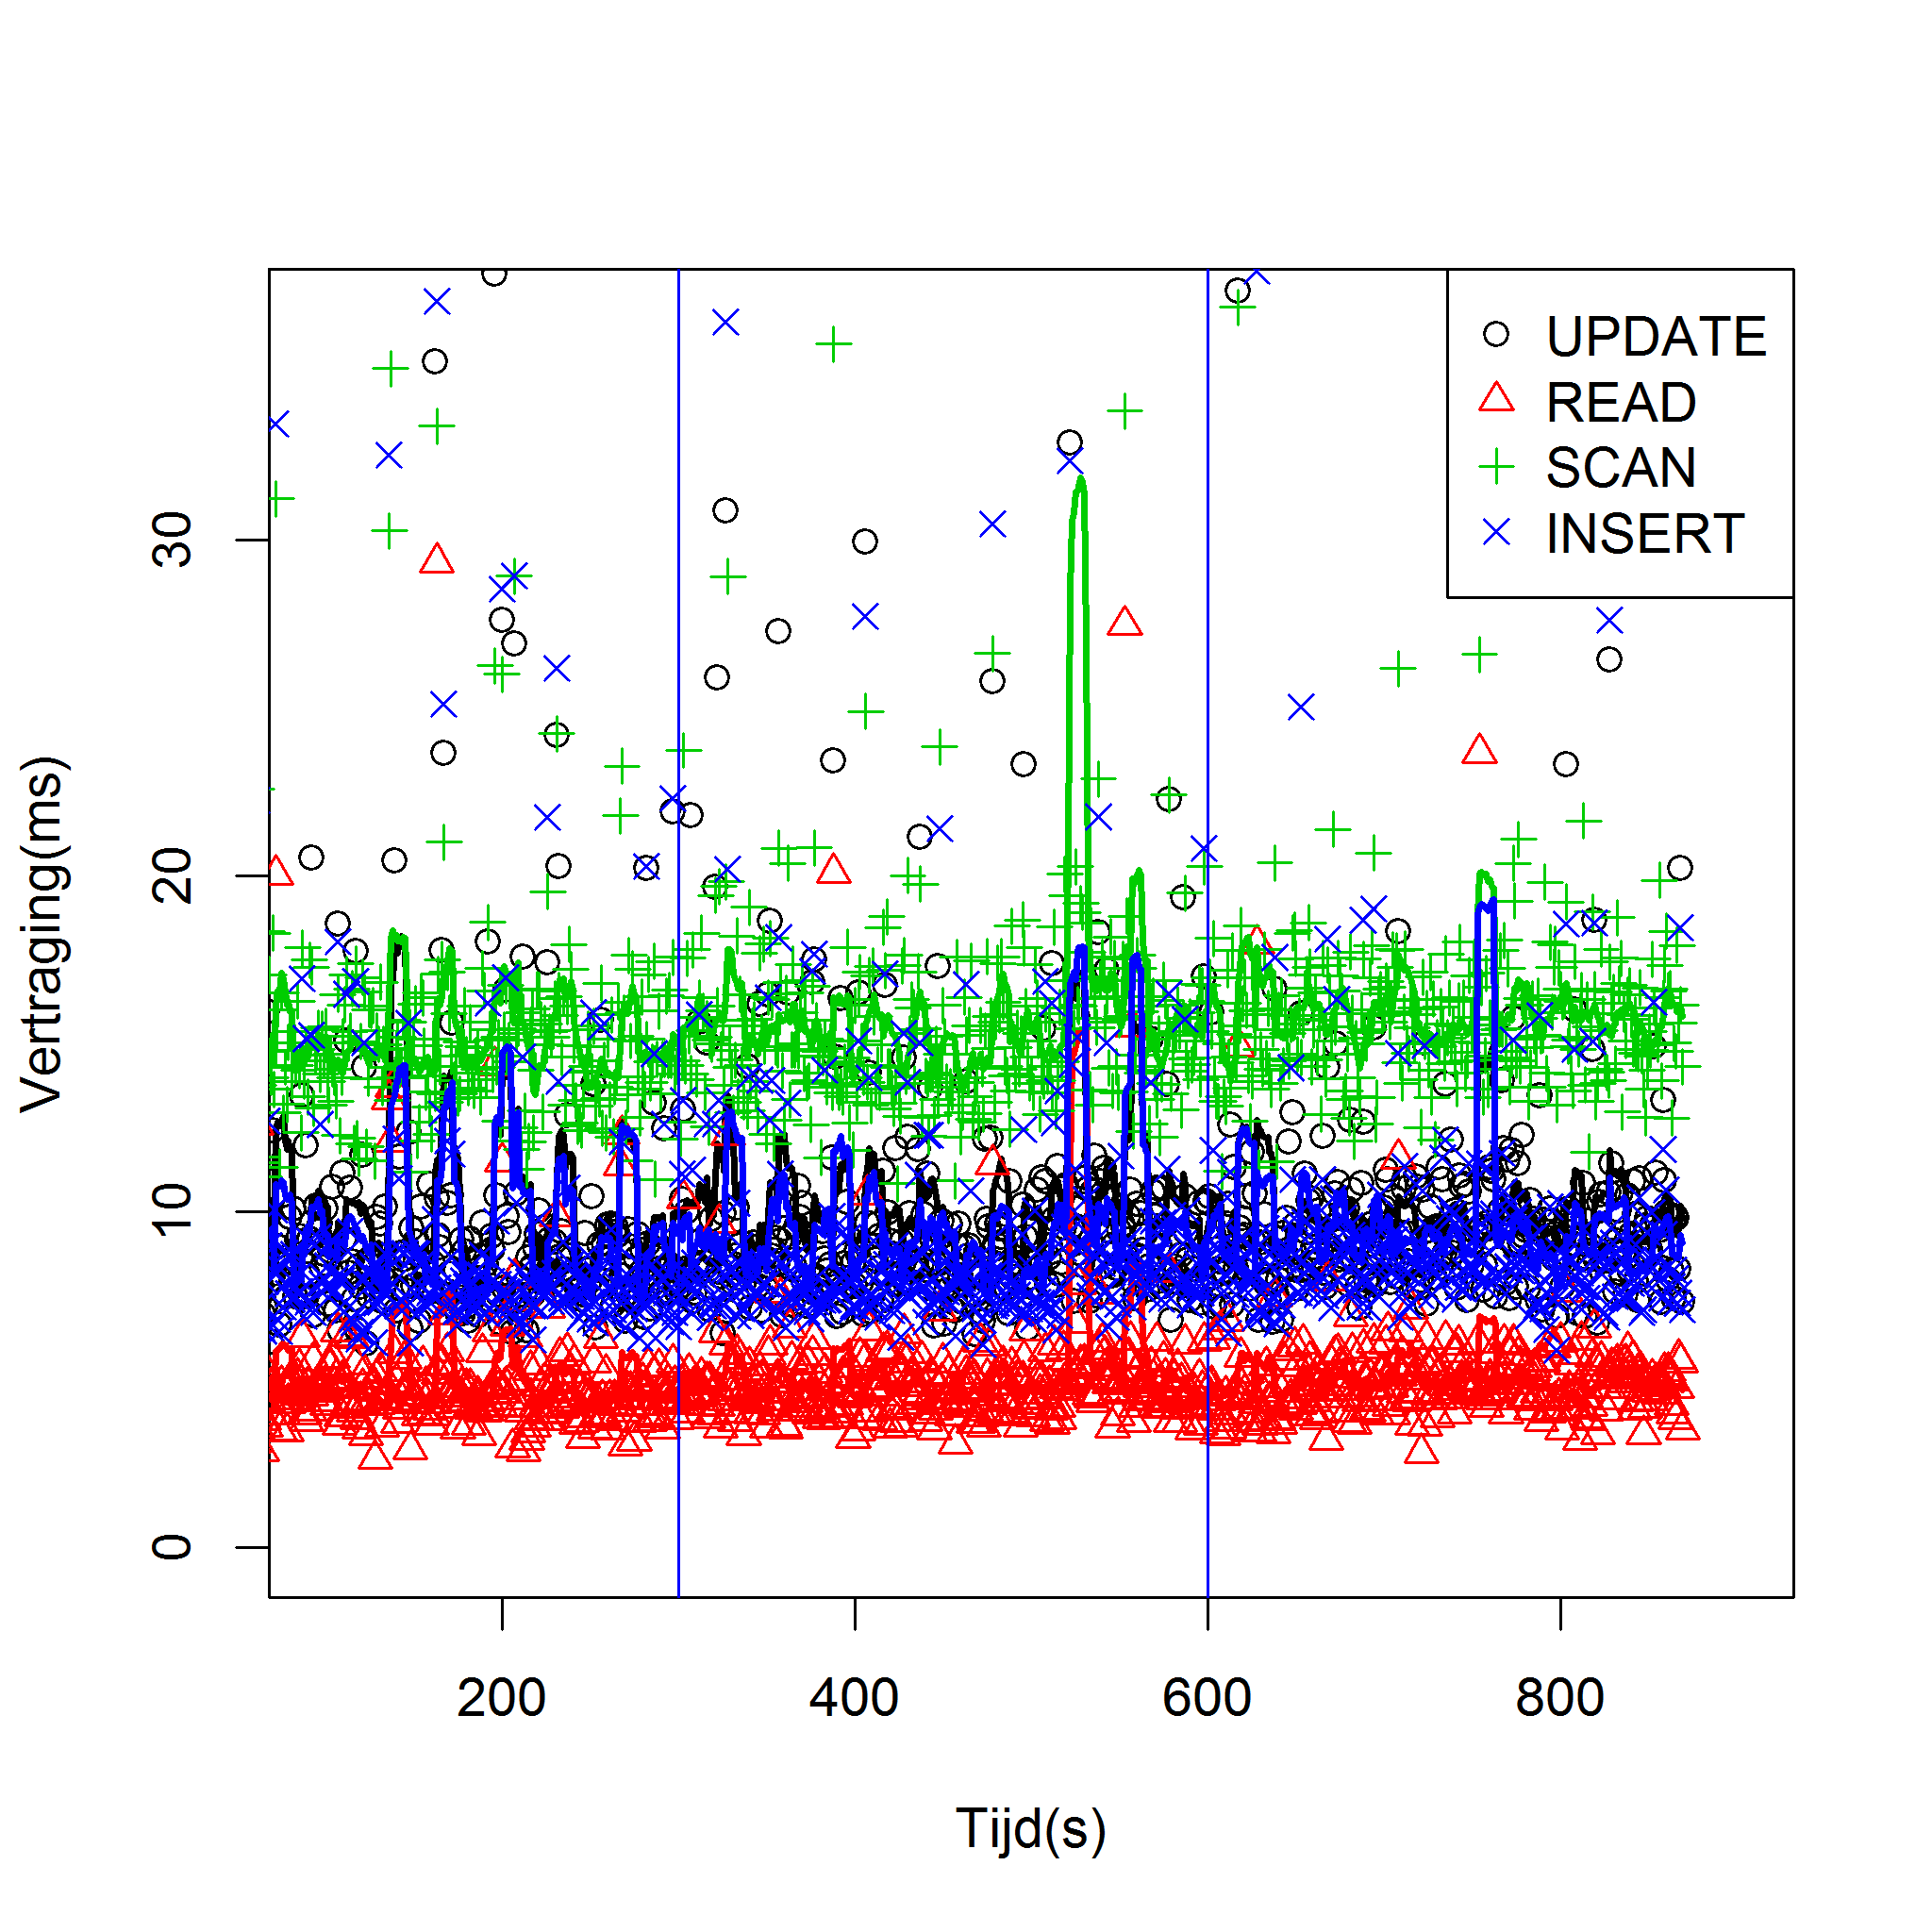 UPDATE
READ
SCAN
INSERT
30
20
10
0
Vertraging(ms)
200
400
600
800
Tijd(s)